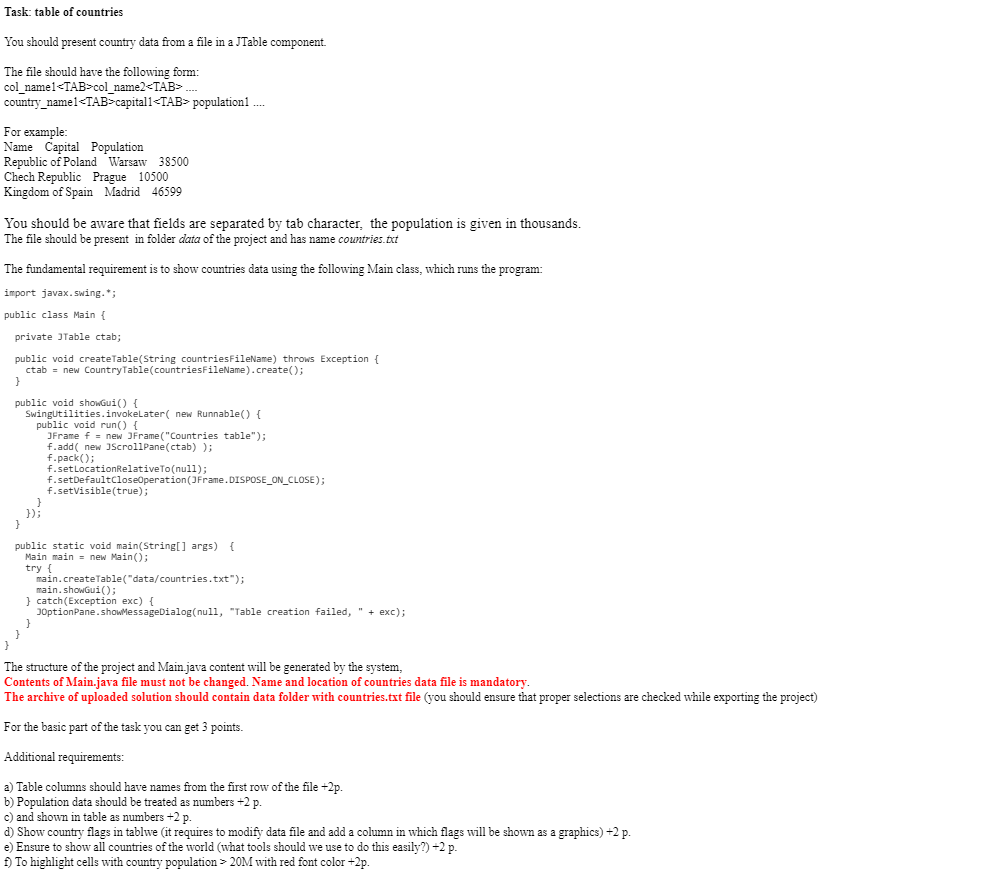 Task: table of countries
You should present country data from a file in a JTable component.
The file should have the following form:
col_name1<TAB>col_name2<TAB> ....
country_name1<TAB>capital1<TAB> population1 ....
For example:
Name Capital Population
Republic of Poland Warsaw 38500
Chech Republic Prague 10500
Kingdom of Spain Madrid 46599
You should be aware that fields are separated by tab character, the population is given in thousands.
The file should be present in folder data of the project and has name countries.txt
The fundamental requirement is to show countries data using the following Main class, which runs the program:
import javax.swing.*;
public class Main {
private JTable ctab;
public void createTable(String countriesFileName) throws Exception {
ctab = new CountryTable(countriesFileName).create();
}
public void showGui() {
SwingUtilities.invokeLater( new Runnable() {
public void run() {
JFrame f = new JFrame("Countries table");
f.add( new JScrollPane(ctab) );
f.pack();
f.setLocationRelativeTo(null);
f.setDefaultCloseOperation(JFrame.DISPOSE_ON_CLOSE);
f.setVisible(true);
}
});
}
public static void main(String[] args) {
Main main = new Main();
try {
main.createTable("data/countries.txt");
main.showGui();
} catch(Exception exc) {
JOptionPane.showMessageDialog(null, "Table creation failed, " + exc);
}
}
}
The structure of the project and Main.java content will be generated by the system,
Contents of Main.java file must not be changed. Name and location of countries data file is mandatory.
The archive of uploaded solution should contain data folder with countries.txt file (you should ensure that proper selections are checked while exporting the project)
For the basic part of the task you can get 3 points.
Additional requirements:
a) Table columns should have names from the first row of the file +2p.
b) Population data should be treated as numbers +2 p.
c) and shown in table as numbers +2 p.
d) Show country flags in tablwe (it requires to modify data file and add a column in which flags will be shown as a graphics) +2 p.
e) Ensure to show all countries of the world (what tools should we use to do this easily?) +2 p.
f) To highlight cells with country population > 20M with red font color +2p.